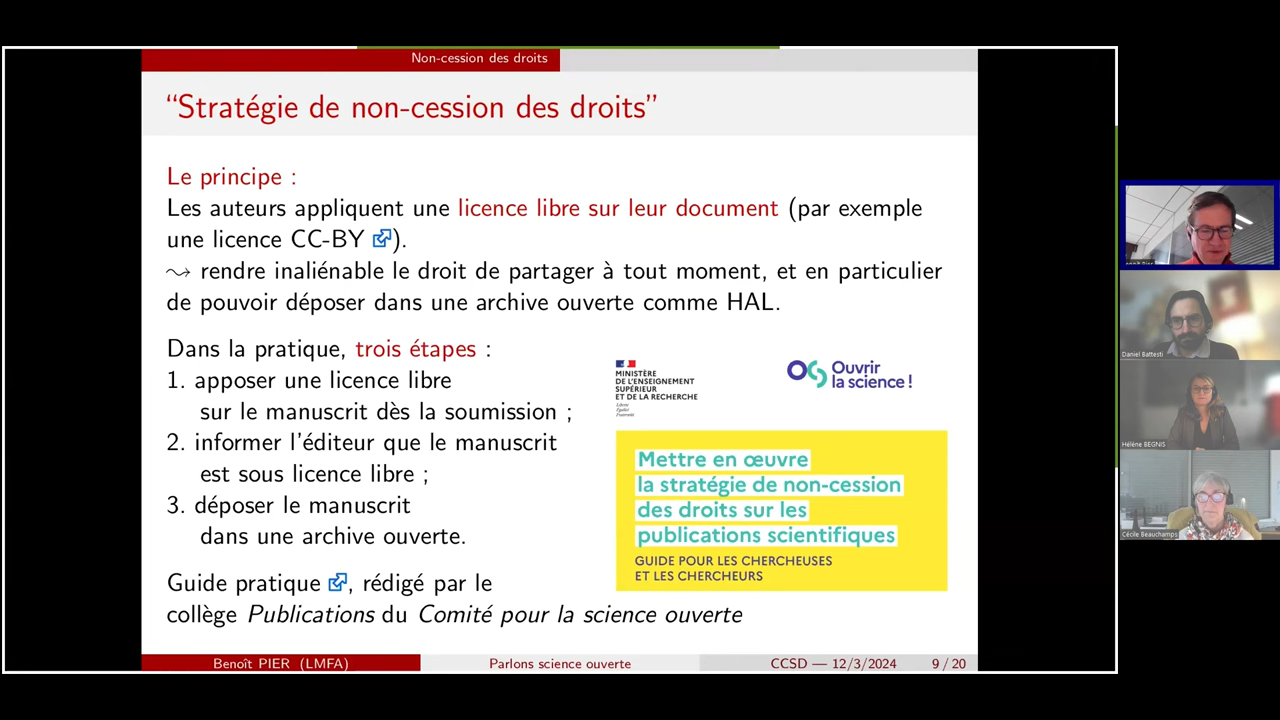 Non-cession des droits
“Stratégie de non-cession des droits”
Le principe :
Les auteurs appliquent une licence libre sur leur document (par exemple
une licence CC-BY).
⇝ rendre inaliénable le droit de partager à tout moment, et en particulier
de pouvoir déposer dans une archive ouverte comme HAL.
Dans la pratique, trois étapes :
1. apposer une licence libre
sur le manuscrit dès la soumission ;
2. informer l’éditeur que le manuscrit
est sous licence libre ;
3. déposer le manuscrit
dans une archive ouverte.
Guide pratique, rédigé par le
collège Publications du Comité pour la science ouverte
MINISTÈRE
DE L'ENSEIGNEMENT
SUPÉRIEUR
ET DE LA RECHERCHE
Liberté
Égalité
Fraternité
Ouvrir
la science !
Mettre en œuvre
la stratégie de non-cession
des droits sur les
publications scientifiques
GUIDE POUR LES CHERCHEUSES
ET LES CHERCHEURS
Benoît PIER (LMFA)
Parlons science ouverte
CCSD — 12/3/2024
9 / 20
Daniel Battesti
Hélène BEGNIS
Cécile Beauchamps